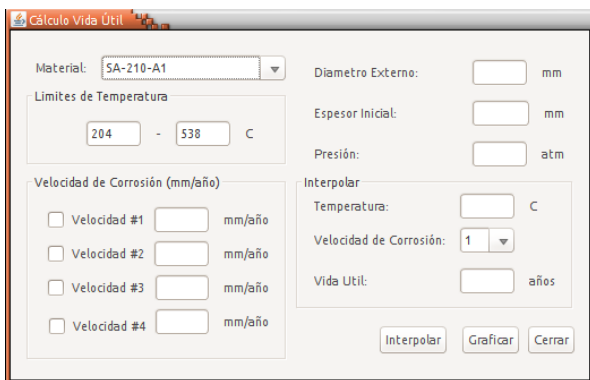 Cálculo Vida Útil
Material: SA-210-A1
Limites de Temperatura
204 - 538 C
Velocidad de Corrosión (mm/año)
Velocidad #1 mm/año
Velocidad #2 mm/año
Velocidad #3 mm/año
Velocidad #4 mm/año
Diametro Externo: mm
Espesor Inicial: mm
Presión: atm
Interpolar
Temperatura: C
Velocidad de Corrosión: 1
Vida Util: años
Interpolar Graficar Cerrar